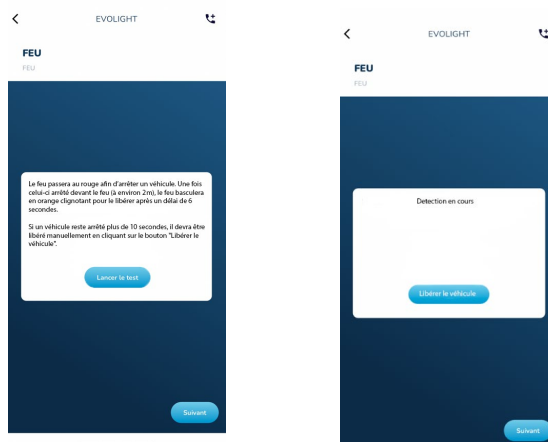 EVOLIGHT
FEU
FEU
Le feu passera au rouge afin d'arrêter un véhicule. Une fois
celui-ci arrêté devant le feu (à environ 2m), le feu basculera
en orange clignotant pour le libérer après un délai de 6
secondes.
Si un véhicule reste arrêté plus de 10 secondes, il devra être
libéré manuellement en cliquant sur le bouton "Libérer le
véhicule".
Lancer le test
Suivant
EVOLIGHT
FEU
FEU
Detection en cours
Libérer le véhicule
Suivant